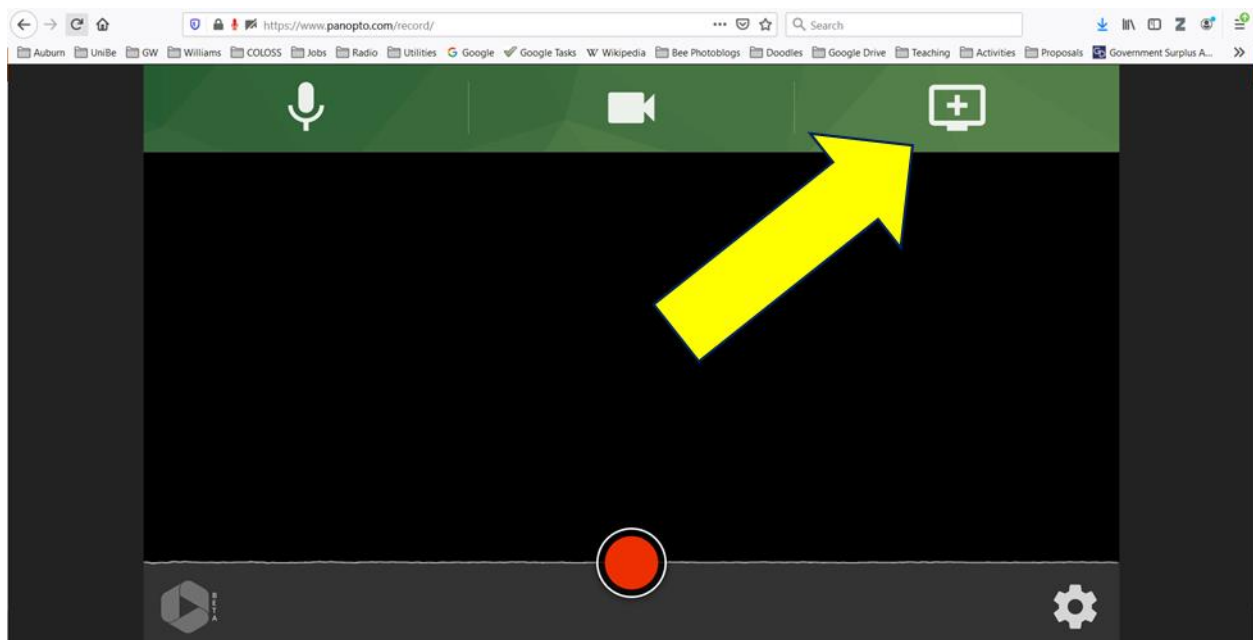 https://www.panopto.com/record/ Search
Auburn UniBe GW Williams COLOSS Jobs Radio Utilities G Google Google Tasks W Wikipedia Bee Photoblogs Doodles Google Drive Teaching Activities Proposals Government Surplus A...
BETA